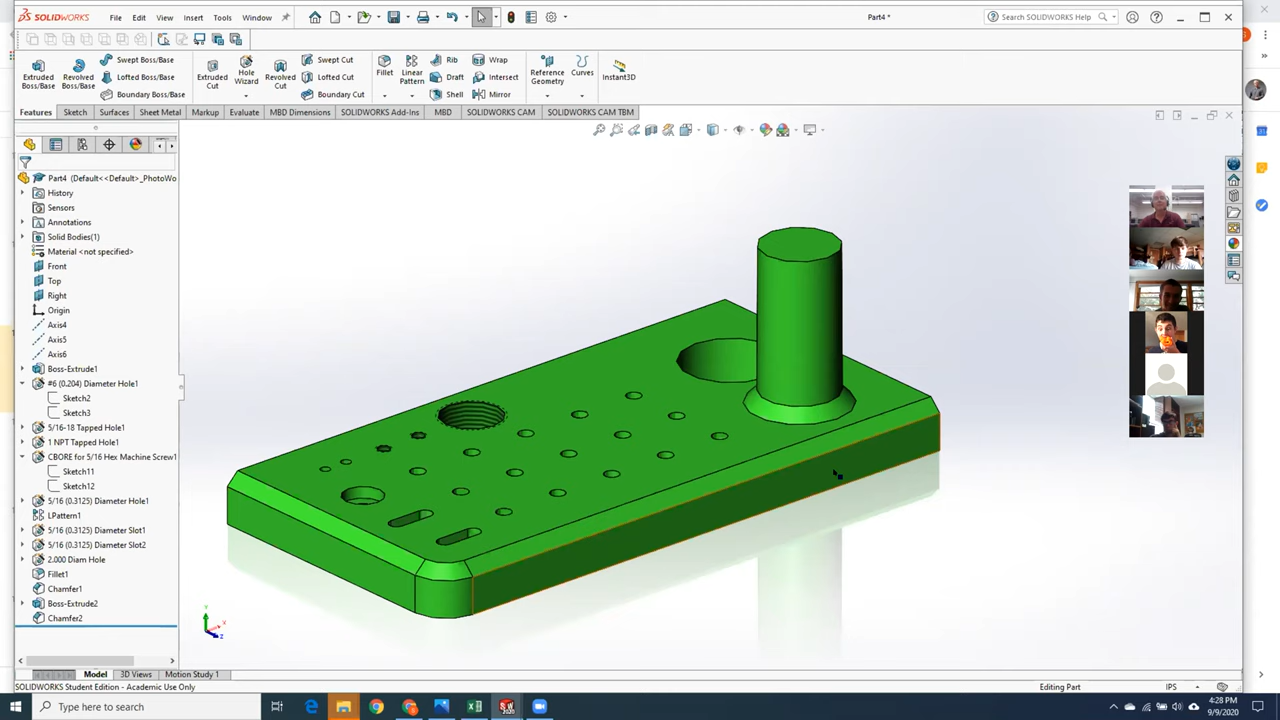 SOLIDWORKS
File
Edit
View
Insert
Tools
Window
Part4 *
Search SOLIDWORKS Help
Extruded Boss/Base
Revolved Boss/Base
Swept Boss/Base
Lofted Boss/Base
Boundary Boss/Base
Extruded Cut
Hole Wizard
Revolved Cut
Swept Cut
Lofted Cut
Boundary Cut
Fillet
Linear Pattern
Rib
Draft
Shell
Wrap
Intersect
Mirror
Reference Geometry
Curves
Instant3D
Features
Sketch
Surfaces
Sheet Metal
Markup
Evaluate
MBD Dimensions
SOLIDWORKS Add-Ins
MBD
SOLIDWORKS CAM
SOLIDWORKS CAM TBM
Part4 (Default<<Default>_PhotoWo
History
Sensors
Annotations
Solid Bodies(1)
Material <not specified>
Front
Top
Right
Origin
Axis4
Axis5
Axis6
Boss-Extrude1
#6 (0.204) Diameter Hole1
Sketch2
Sketch3
5/16-18 Tapped Hole1
1 NPT Tapped Hole1
CBORE for 5/16 Hex Machine Screw1
Sketch11
Sketch12
5/16 (0.3125) Diameter Hole1
LPattern1
5/16 (0.3125) Diameter Slot1
5/16 (0.3125) Diameter Slot2
2.000 Diam Hole
Fillet1
Chamfer1
Boss-Extrude2
Chamfer2
Y
X
Z
Model
3D Views
Motion Study 1
SOLIDWORKS Student Edition - Academic Use Only
Editing Part
IPS
Type here to search
4:28 PM
9/9/2020